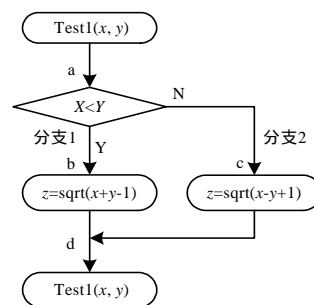 Test1(x, y)
a
X<Y
N
分支1
Y
分支2
b
c
z=sqrt(x+y-1)
z=sqrt(x-y+1)
d
Test1(x, y)